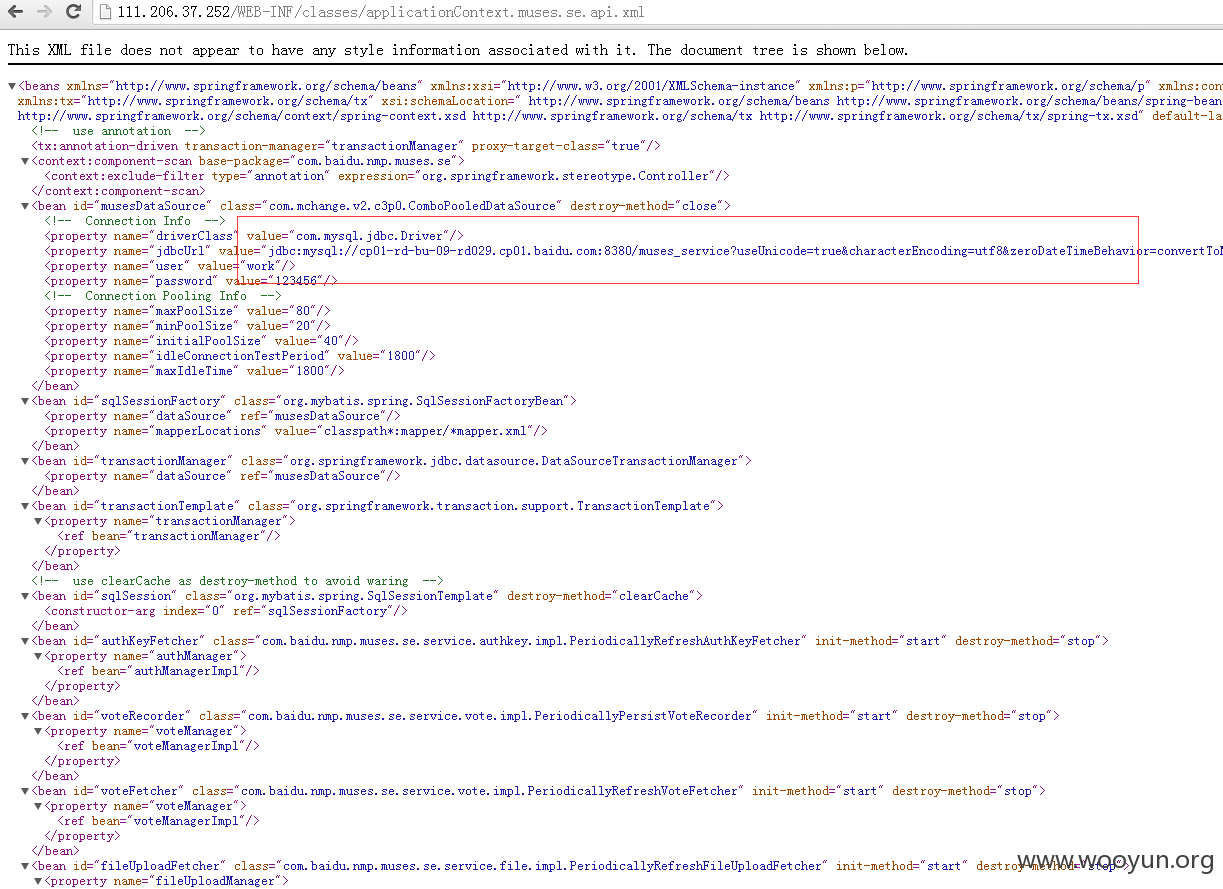 111.206.37.252/WEB-INF/classes/applicationContext.muses.se.api.xml
This XML file does not appear to have any style information associated with it. The document tree is shown below.
▼<beans xmlns="http://www.springframework.org/schema/beans" xmlns:xsi="http://www.w3.org/2001/XMLSchema-instance" xmlns:p="http://www.springframework.org/schema/p" xmlns:con
xmlns:tx="http://www.springframework.org/schema/tx" xsi:schemaLocation=" http://www.springframework.org/schema/beans http://www.springframework.org/schema/beans/spring-bean
http://www.springframework.org/schema/context/spring-context.xsd http://www.springframework.org/schema/tx http://www.springframework.org/schema/tx/spring-tx.xsd" default-la
<!-- use annotation -->
<tx:annotation-driven transaction-manager="transactionManager" proxy-target-class="true"/>
▼<context:component-scan base-package="com.baidu.nmp.muses.se">
<context:exclude-filter type="annotation" expression="org.springframework.stereotype.Controller"/>
</context:component-scan>
▼<bean id="musesDataSource" class="com.mchange.v2.c3p0.ComboPooledDataSource" destroy-method="close">
<!-- Connection Info -->
<property name="driverClass" value="com.mysql.jdbc.Driver"/>
<property name="jdbcUrl" value="jdbc:mysql://cp01-rd-bu-09-rd029.cp01.baidu.com:8380/muses_service?useUnicode=true&characterEncoding=utf8&zeroDateTimeBehavior=convertToN
<property name="user" value="work"/>
<property name="password" value="123456"/>
<!-- Connection Pooling Info -->
<property name="maxPoolSize" value="80"/>
<property name="minPoolSize" value="20"/>
<property name="initialPoolSize" value="40"/>
<property name="idleConnectionTestPeriod" value="1800"/>
<property name="maxIdleTime" value="1800"/>
</bean>
▼<bean id="sqlSessionFactory" class="org.mybatis.spring.SqlSessionFactoryBean">
<property name="dataSource" ref="musesDataSource"/>
<property name="mapperLocations" value="classpath*:mapper/*mapper.xml"/>
</bean>
▼<bean id="transactionManager" class="org.springframework.jdbc.datasource.DataSourceTransactionManager">
<property name="dataSource" ref="musesDataSource"/>
</bean>
▼<bean id="transactionTemplate" class="org.springframework.transaction.support.TransactionTemplate">
▼<property name="transactionManager">
<ref bean="transactionManager"/>
</property>
</bean>
<!-- use clearCache as destroy-method to avoid waring -->
▼<bean id="sqlSession" class="org.mybatis.spring.SqlSessionTemplate" destroy-method="clearCache">
<constructor-arg index="0" ref="sqlSessionFactory"/>
</bean>
▼<bean id="authKeyFetcher" class="com.baidu.nmp.muses.se.service.authkey.impl.PeriodicallyRefreshAuthKeyFetcher" init-method="start" destroy-method="stop">
▼<property name="authManager">
<ref bean="authManagerImpl"/>
</property>
</bean>
▼<bean id="voteRecorder" class="com.baidu.nmp.muses.se.service.vote.impl.PeriodicallyPersistVoteRecorder" init-method="start" destroy-method="stop">
▼<property name="voteManager">
<ref bean="voteManagerImpl"/>
</property>
</bean>
▼<bean id="voteFetcher" class="com.baidu.nmp.muses.se.service.vote.impl.PeriodicallyRefreshVoteFetcher" init-method="start" destroy-method="stop">
▼<property name="voteManager">
<ref bean="voteManagerImpl"/>
</property>
</bean>
▼<bean id="fileUploadFetcher" class="com.baidu.nmp.muses.se.service.file.impl.PeriodicallyRefreshFileUploadFetcher" init-method="start" destroy-method="stop">
▼<property name="fileUploadManager">
www.wooyun.org